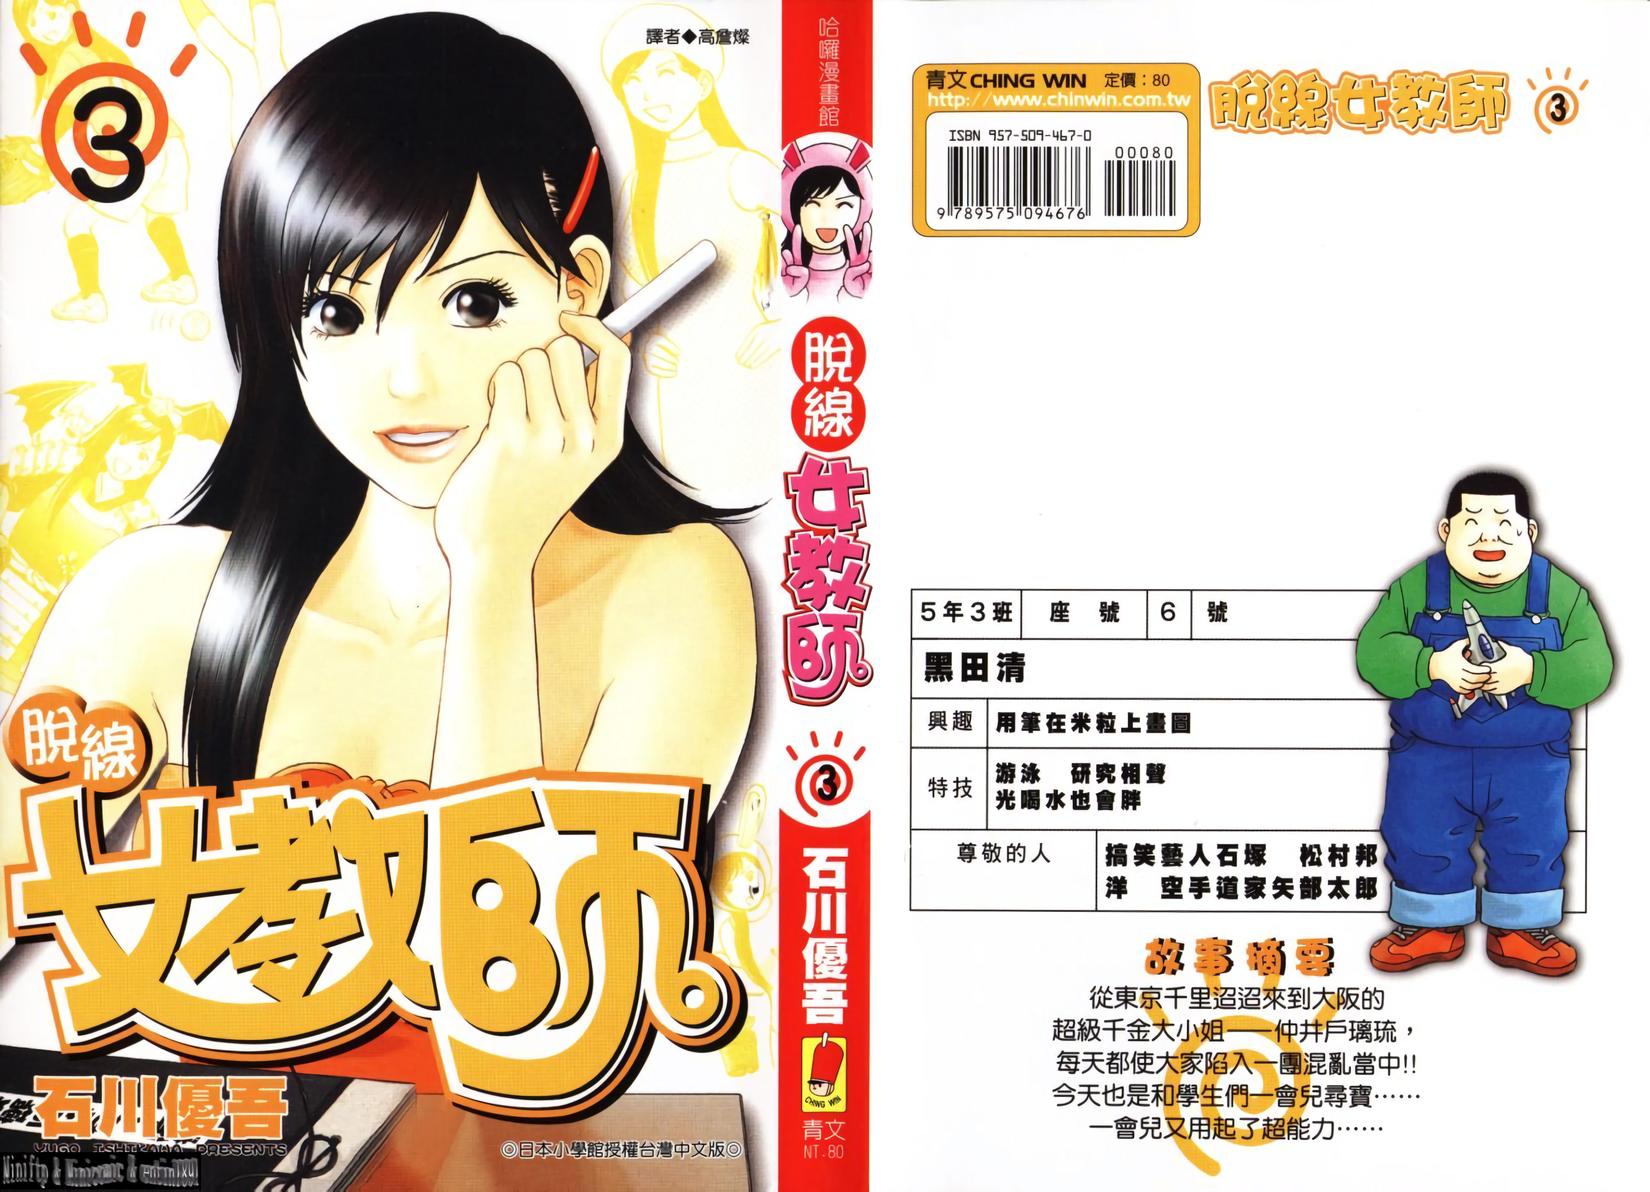 譯者◆高詹燦
3
脫線
女教師。
石川優吾
YUGO ISHIKAWA PRESENTS
◎日本小學館授權台灣中文版◎
哈囉漫畫館
脫線
女教師。
3
石川優吾
CHING WIN
青文
NT.80
青文CHING WIN 定價：80
http://www.chinwin.com.tw
ISBN 957-509-467-0
00080
9 789575 094676
脫線女教師 3
5年3班 座號 6 號
黑田清
興趣 用筆在米粒上畫圖
特技 游泳 研究相聲
光喝水也會胖
尊敬的人 搞笑藝人石塚 松村邦
洋 空手道家矢部太郎
故事摘要
從東京千里迢迢來到大阪的
超級千金大小姐——仲井戶璃琉，
每天都使大家陷入一團混亂當中!!
今天也是和學生們一會兒尋寶……
一會兒又用起了超能力……